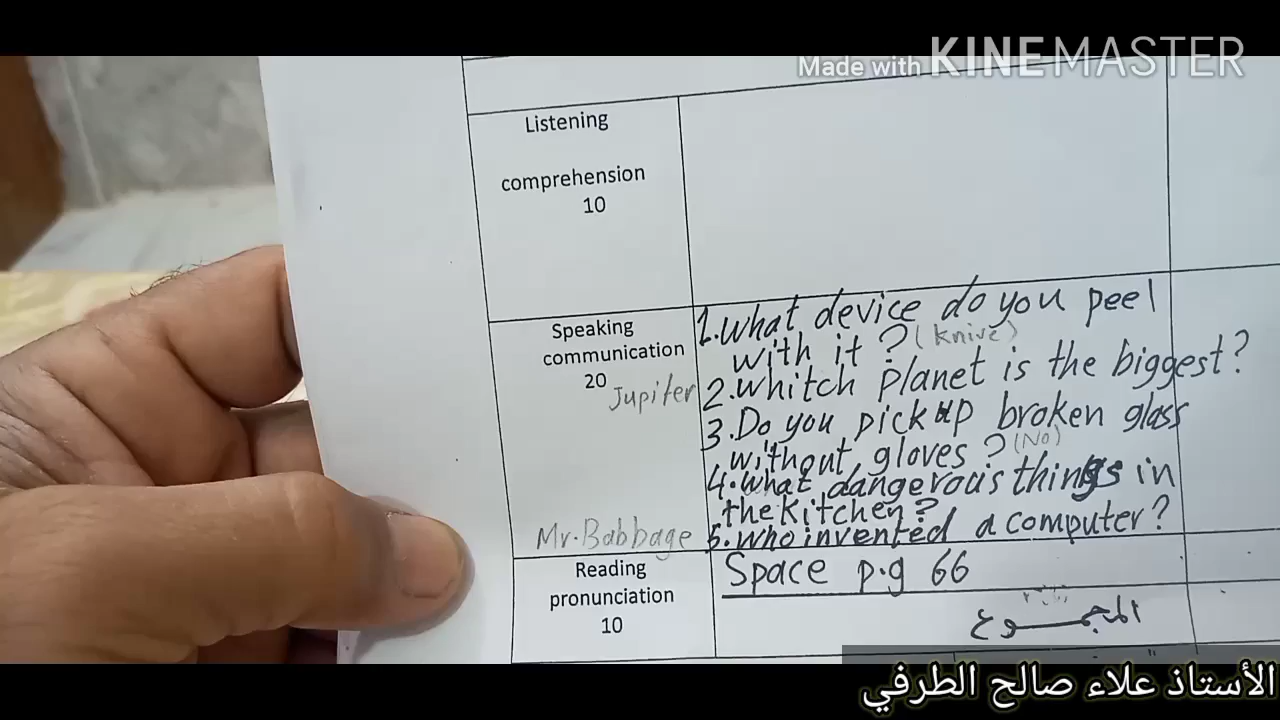 Made with KINEMASTER
Listening
comprehension
10
Speaking
communication
20
Jupiter
Mr. Babbage
1. What device do you peel
with it? (Knive)
2. Whitch planet is the biggest?
3. Do you pick up broken glass
without gloves? (No)
4. What dangerous things in
the kitchen?
5. who invented a computer?
Reading
pronunciation
10
Space p.g 66
المجموع
الأستاذ علاء صالح الطرفي